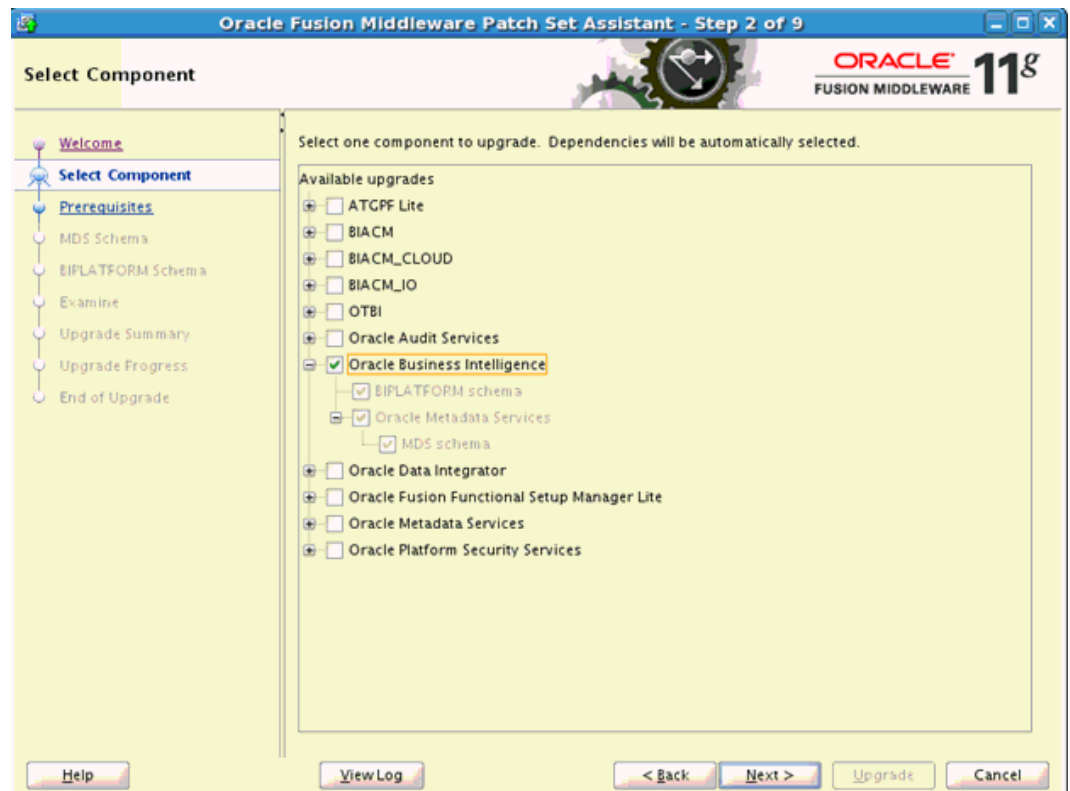 Oracle Fusion Middleware Patch Set Assistant - Step 2 of 9
Select Component
ORACLE
FUSION MIDDLEWARE
11g
Welcome
Select Component
Prerequisites
MDS Schema
BIPLATFORM Schema
Examine
Upgrade Summary
Upgrade Progress
End of Upgrade
Select one component to upgrade. Dependencies will be automatically selected.
Available upgrades
ATGPF Lite
BIACM
BIACM_CLOUD
BIACM_IO
OTBI
Oracle Audit Services
Oracle Business Intelligence
BIPLATFORM schema
Oracle Metadata Services
MDS schema
Oracle Data Integrator
Oracle Fusion Functional Setup Manager Lite
Oracle Metadata Services
Oracle Platform Security Services
Help
View Log
< Back
Next >
Upgrade
Cancel